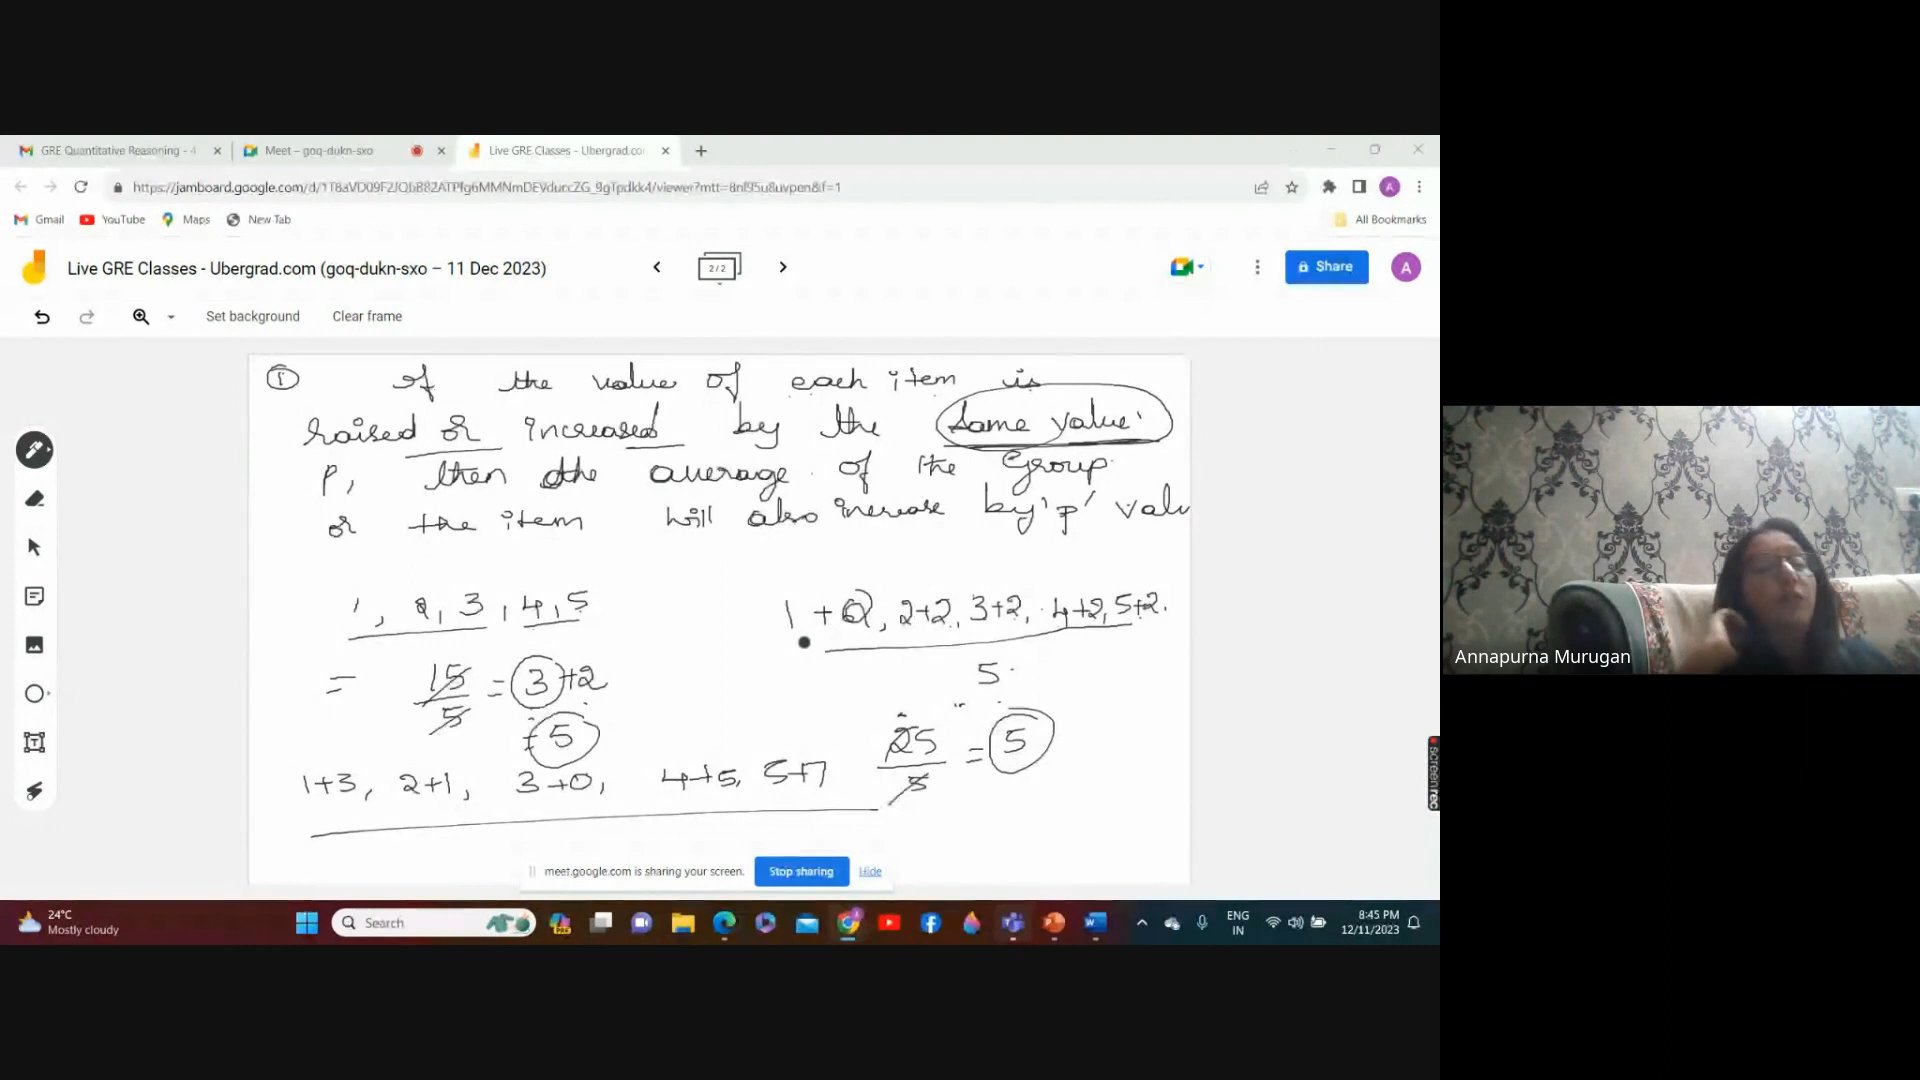 GRE Quantitative Reasoning - 4
Meet – goq-dukn-sxo
Live GRE Classes - Ubergrad.co
Gmail YouTube Maps New Tab
All Bookmarks
Live GRE Classes - Ubergrad.com (goq-dukn-sxo – 11 Dec 2023)
2 / 2
Share
A
Set background Clear frame
① If the value of each item is
raised or increased by the same value
P, then the average of the Group
or the item will also increase by 'p' valu
1, 2, 3, 4, 5
1 + 2, 2+2, 3+2, 4+2, 5+2.
5
= 15/5 = 3 +2
= 5
25/5 = 5
1+3, 2+1, 3+0, 4+5, 5+7
meet.google.com is sharing your screen. Stop sharing Hide
Annapurna Murugan
screenrec
24°C
Mostly cloudy
Search
ENG
IN
8:45 PM
12/11/2023